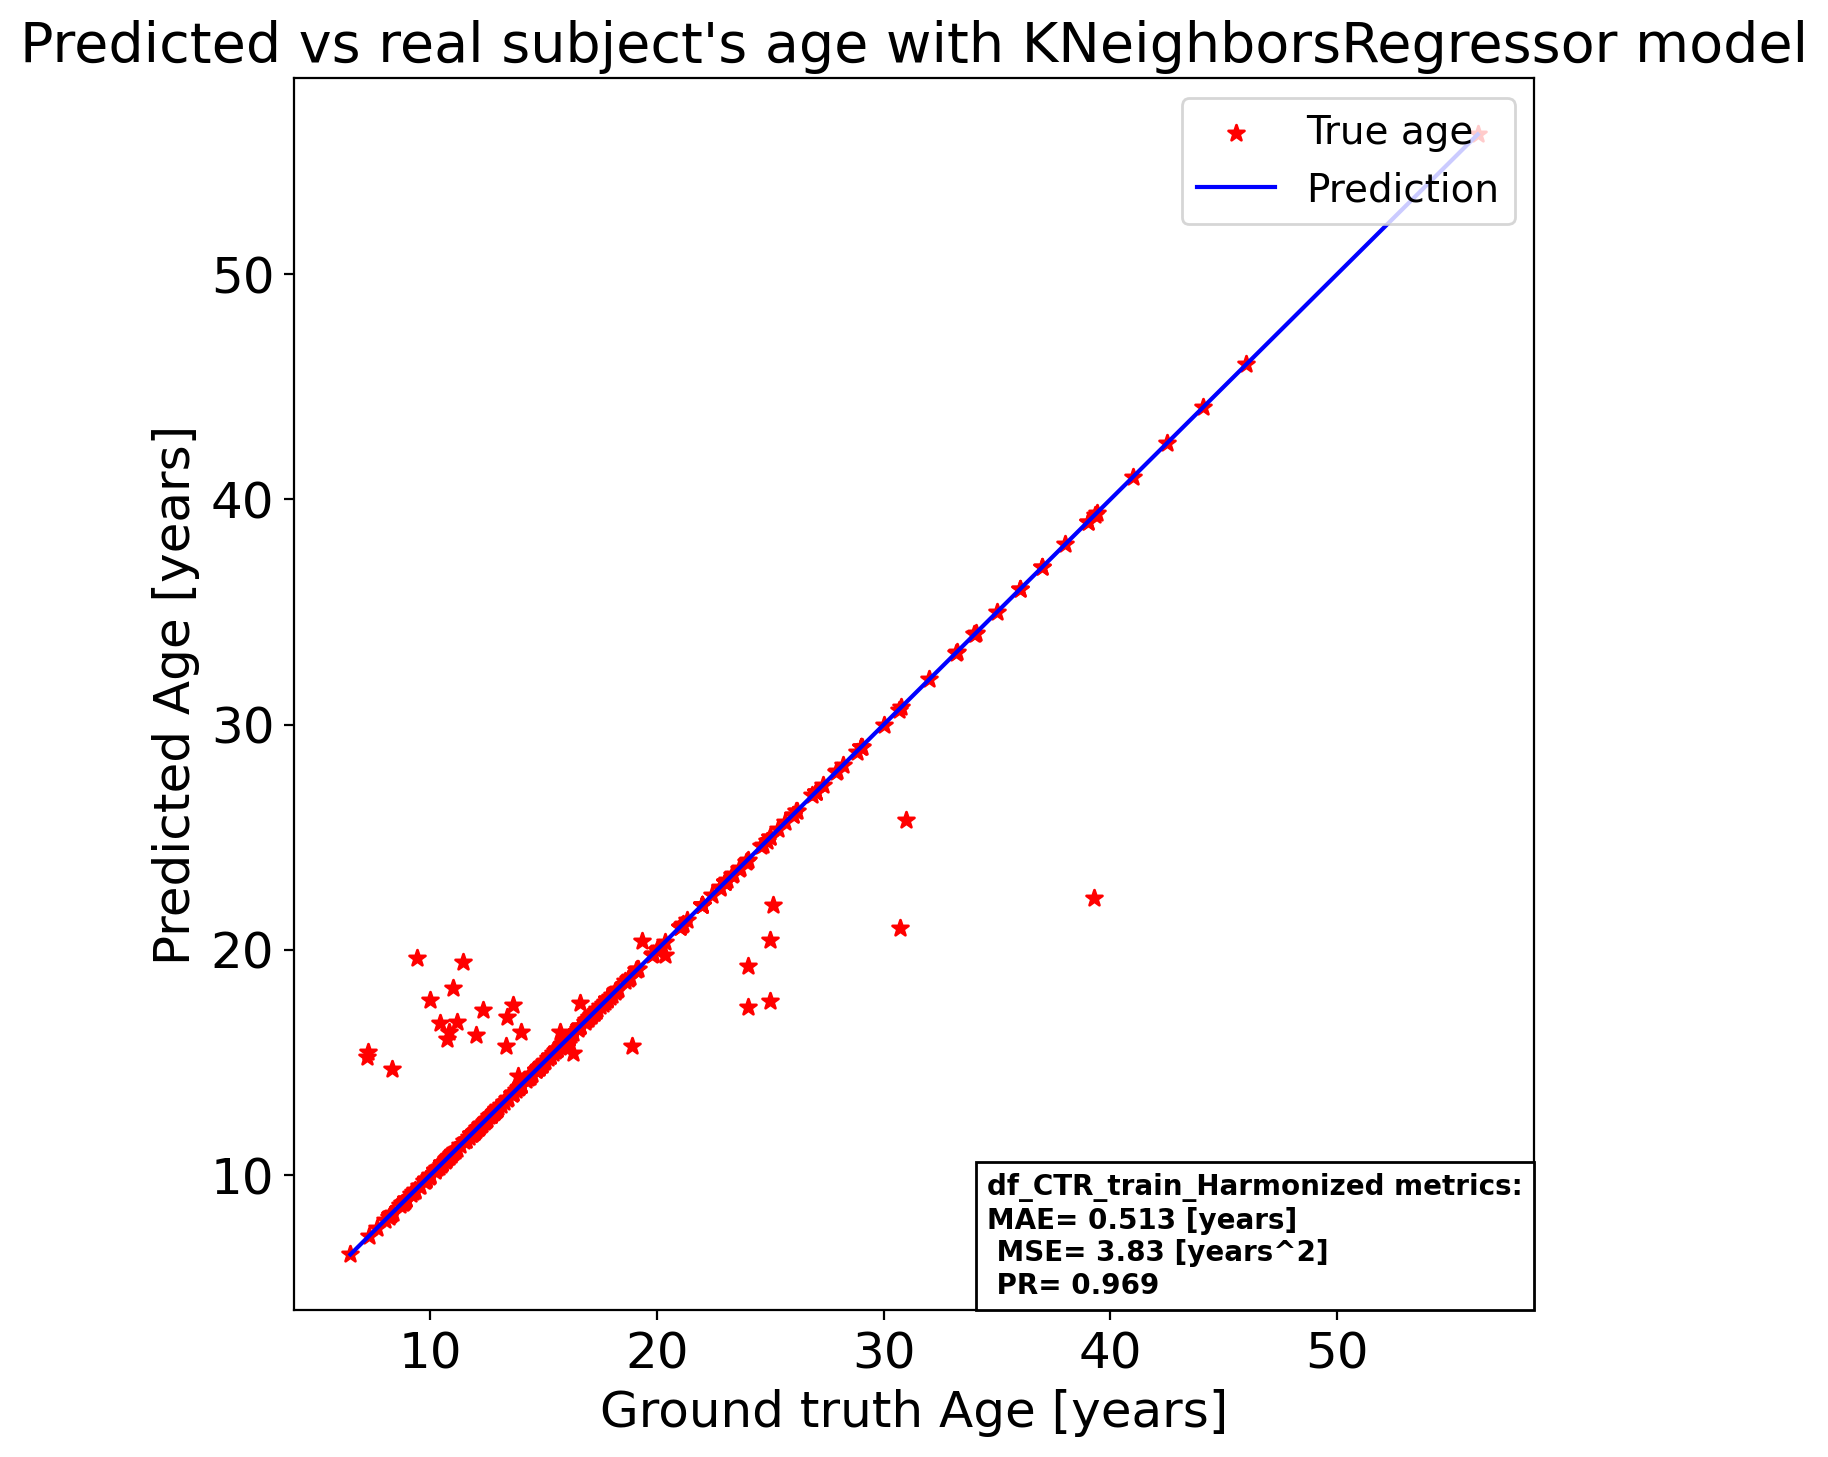 Predicted vs real subject's age with KNeighborsRegressor model
True age
Prediction
Predicted Age [years]
50
40
30
20
10
df_CTR_train_Harmonized metrics:
MAE= 0.513 [years]
MSE= 3.83 [years^2]
PR= 0.969
10 20 30 40 50
Ground truth Age [years]